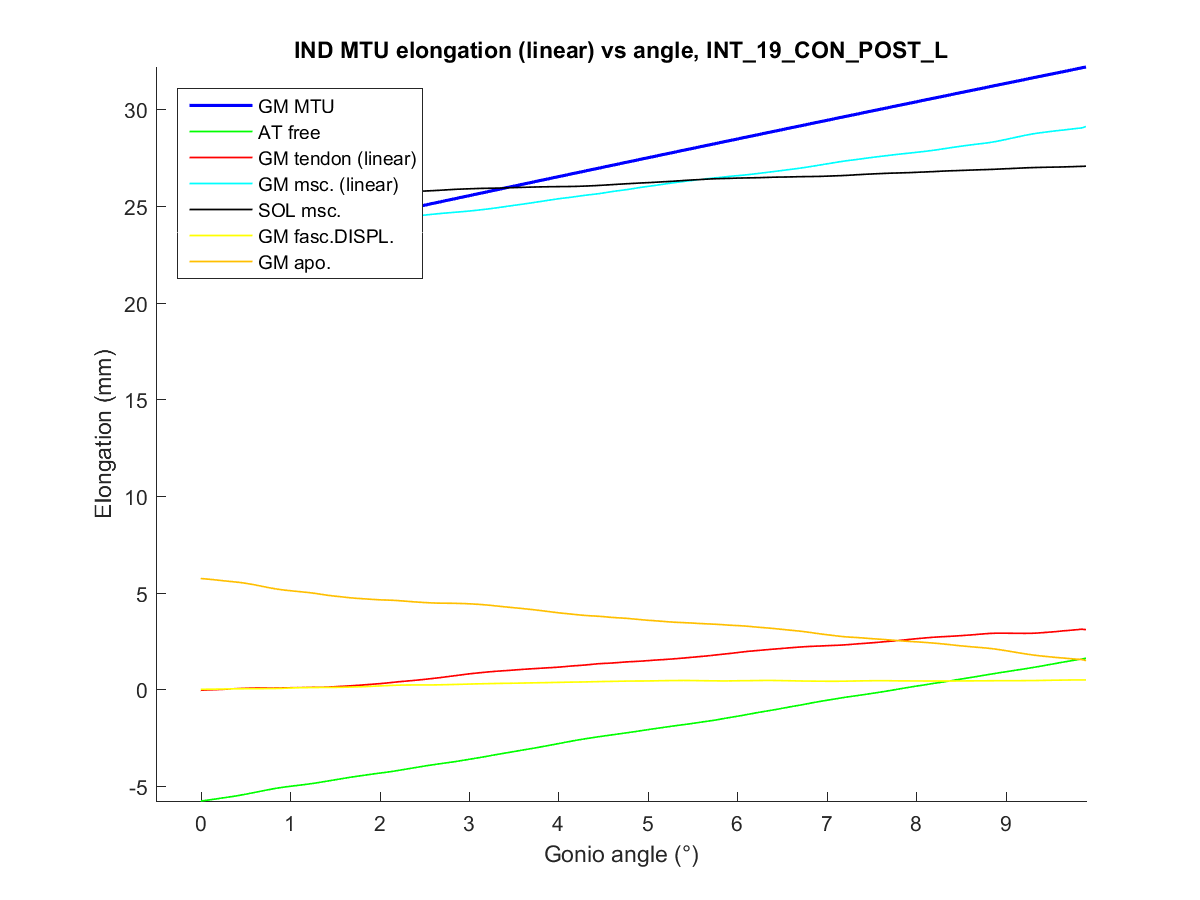 IND MTU elongation (linear) vs angle, INT_19_CON_POST_L
GM MTU
AT free
GM tendon (linear)
GM msc. (linear)
SOL msc.
GM fasc.DISPL.
GM apo.
Elongation (mm)
30
25
20
15
10
5
0
-5
0 1 2 3 4 5 6 7 8 9
Gonio angle (°)